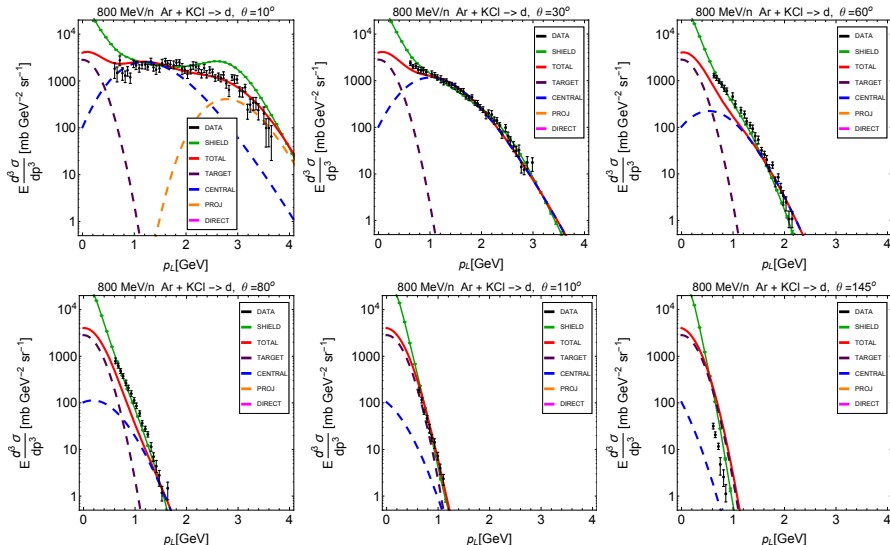 800 MeV/n Ar + KCl -> d, θ =10°
E d³ σ / dp³ [mb GeV⁻² sr⁻¹]
10⁴
1000
100
10
1
DATA
SHIELD
TOTAL
TARGET
CENTRAL
PROJ
DIRECT
0 1 2 3 4
p_L[GeV]
800 MeV/n Ar + KCl -> d, θ =30°
E d³ σ / dp³ [mb GeV⁻² sr⁻¹]
10⁴
1000
100
10
1
DATA
SHIELD
TOTAL
TARGET
CENTRAL
PROJ
DIRECT
0 1 2 3 4
p_L[GeV]
800 MeV/n Ar + KCl -> d, θ =60°
E d³ σ / dp³ [mb GeV⁻² sr⁻¹]
10⁴
1000
100
10
1
DATA
SHIELD
TOTAL
TARGET
CENTRAL
PROJ
DIRECT
0 1 2 3 4
p_L[GeV]
800 MeV/n Ar + KCl -> d, θ =80°
E d³ σ / dp³ [mb GeV⁻² sr⁻¹]
10⁴
1000
100
10
1
DATA
SHIELD
TOTAL
TARGET
CENTRAL
PROJ
DIRECT
0 1 2 3 4
p_L[GeV]
800 MeV/n Ar + KCl -> d, θ =110°
E d³ σ / dp³ [mb GeV⁻² sr⁻¹]
10⁴
1000
100
10
1
DATA
SHIELD
TOTAL
TARGET
CENTRAL
PROJ
DIRECT
0 1 2 3 4
p_L[GeV]
800 MeV/n Ar + KCl -> d, θ =145°
E d³ σ / dp³ [mb GeV⁻² sr⁻¹]
10⁴
1000
100
10
1
DATA
SHIELD
TOTAL
TARGET
CENTRAL
PROJ
DIRECT
0 1 2 3 4
p_L[GeV]